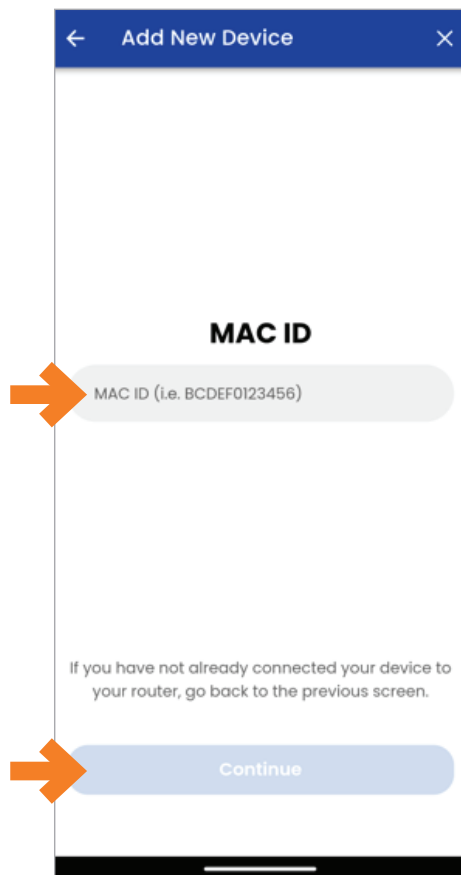 Add New Device
MAC ID
MAC ID (i.e. BCDEF0123456)
If you have not already connected your device to
your router, go back to the previous screen.
Continue